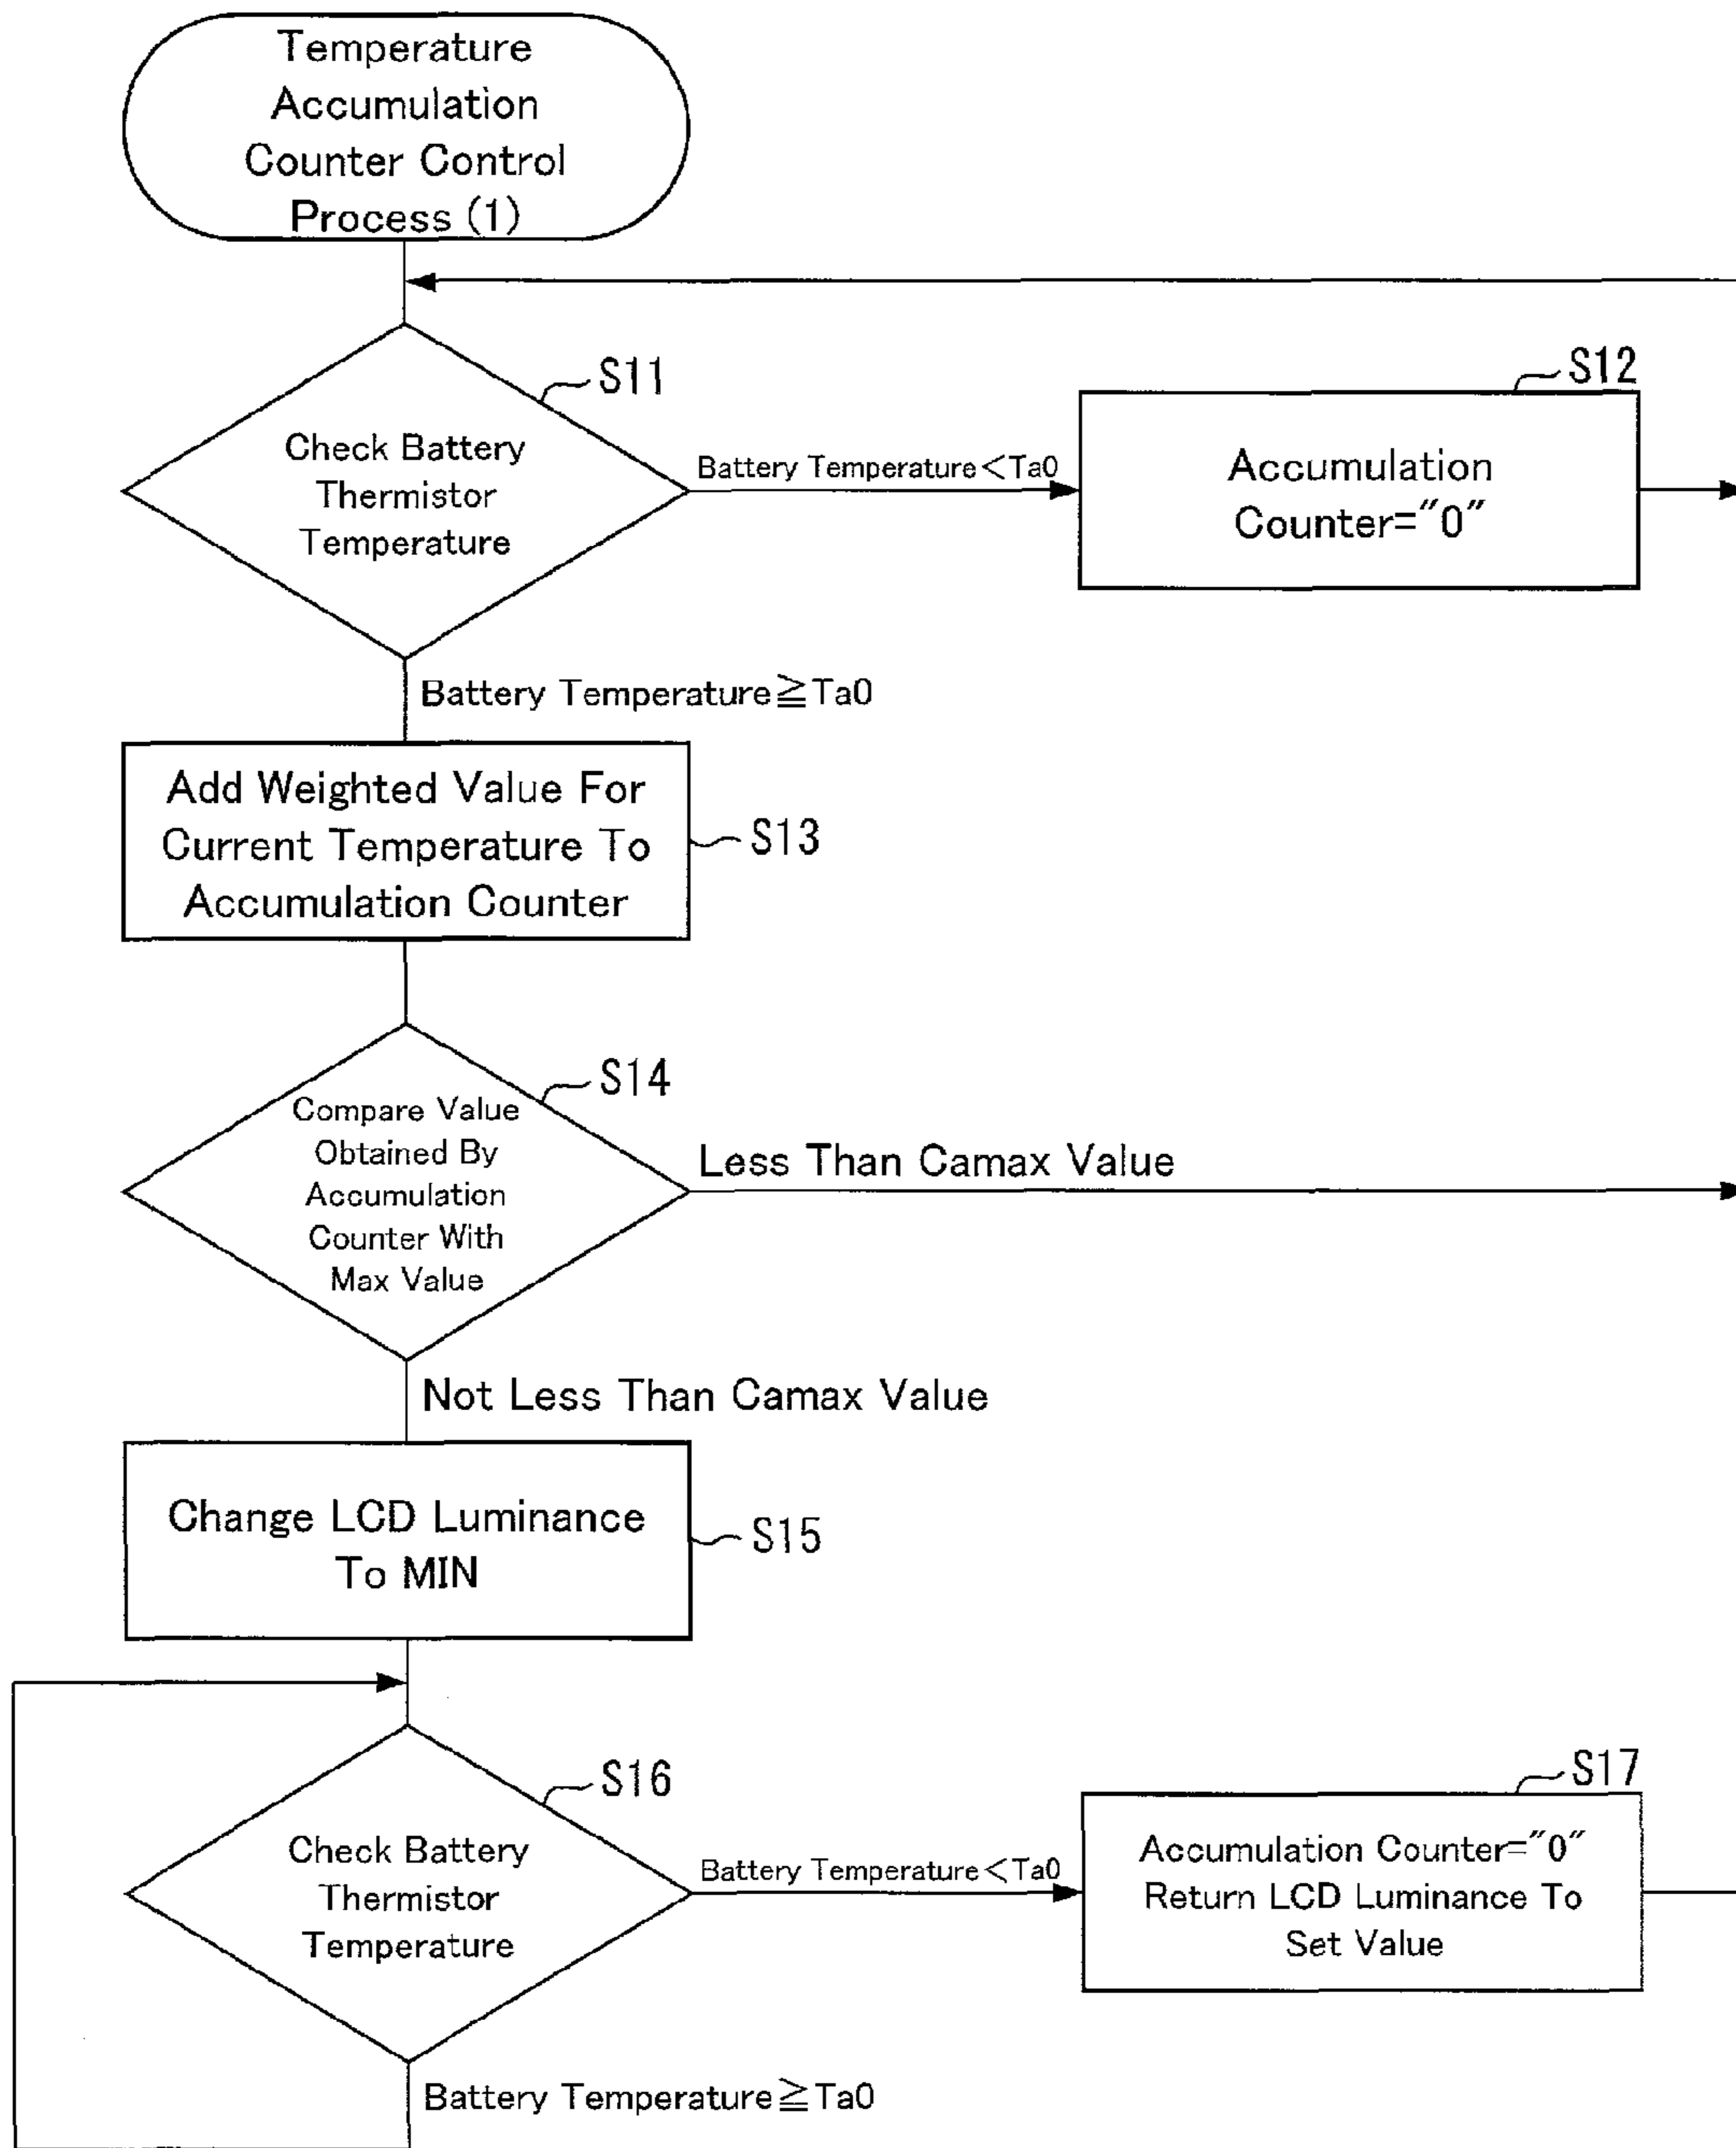 Temperature
Accumulation
Counter Control
Process (1)
S11
Check Battery
Thermistor
Temperature
Battery Temperature<Ta0
S12
Accumulation
Counter="0"
Battery Temperature≧Ta0
Add Weighted Value For
Current Temperature To
Accumulation Counter
S13
S14
Compare Value
Obtained By
Accumulation
Counter With
Max Value
Less Than Camax Value
Not Less Than Camax Value
Change LCD Luminance
To MIN
S15
S16
Check Battery
Thermistor
Temperature
Battery Temperature<Ta0
S17
Accumulation Counter="0"
Return LCD Luminance To
Set Value
Battery Temperature≧Ta0